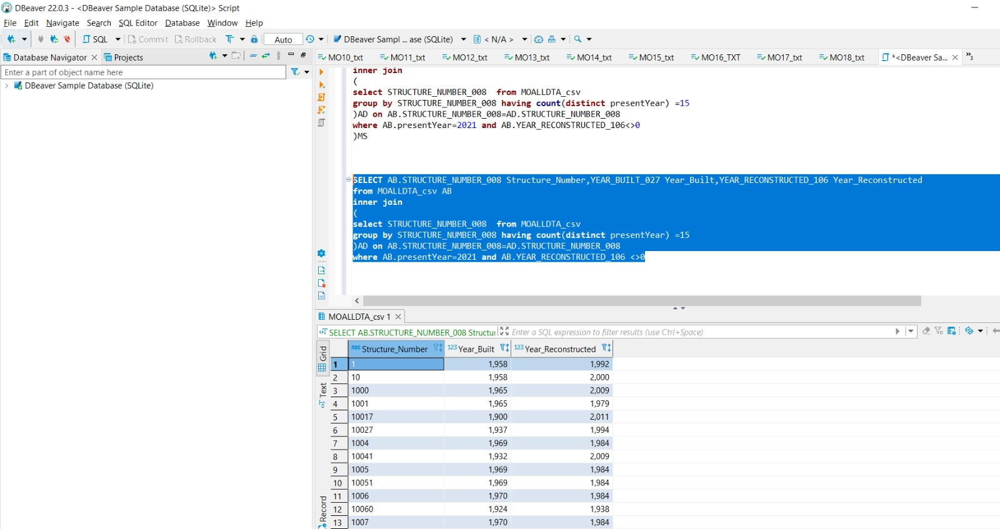 DBeaver 22.0.3 - <DBeaver Sample Database (SQLite)> Script
File Edit Navigate Search SQL Editor Database Window Help
SQL Commit Rollback Auto DBeaver Sampl ... ase (SQLite) < N/A >
Database Navigator Projects
MO10_txt MO11_txt MO12_txt MO13_txt MO14_txt MO15_txt MO16_TXT MO17_txt MO18_txt *<DBeaver Sa... »3
Enter a part of object name here
DBeaver Sample Database (SQLite)
inner join
(
select STRUCTURE_NUMBER_008 from MOALLDTA_csv
group by STRUCTURE_NUMBER_008 having count(distinct presentYear) =15
)AD on AB.STRUCTURE_NUMBER_008=AD.STRUCTURE_NUMBER_008
where AB.presentYear=2021 and AB.YEAR_RECONSTRUCTED_106<>0
)MS
SELECT AB.STRUCTURE_NUMBER_008 Structure_Number,YEAR_BUILT_027 Year_Built,YEAR_RECONSTRUCTED_106 Year_Reconstructed
from MOALLDTA_csv AB
inner join
(
select STRUCTURE_NUMBER_008 from MOALLDTA_csv
group by STRUCTURE_NUMBER_008 having count(distinct presentYear) =15
)AD on AB.STRUCTURE_NUMBER_008=AD.STRUCTURE_NUMBER_008
where AB.presentYear=2021 and AB.YEAR_RECONSTRUCTED_106 <>0
MOALLDTA_csv 1
SELECT AB.STRUCTURE_NUMBER_008 Structu Enter a SQL expression to filter results (use Ctrl+Space)
Grid
Text
Record
ABC Structure_Number 123 Year_Built 123 Year_Reconstructed
1 1 1,958 1,992
2 10 1,958 2,000
3 1000 1,965 2,009
4 1001 1,965 1,979
5 10017 1,900 2,011
6 10027 1,937 1,994
7 1004 1,969 1,984
8 10041 1,932 2,009
9 1005 1,969 1,984
10 10051 1,969 1,984
11 1006 1,970 1,984
12 10060 1,924 1,938
13 1007 1,970 1,984